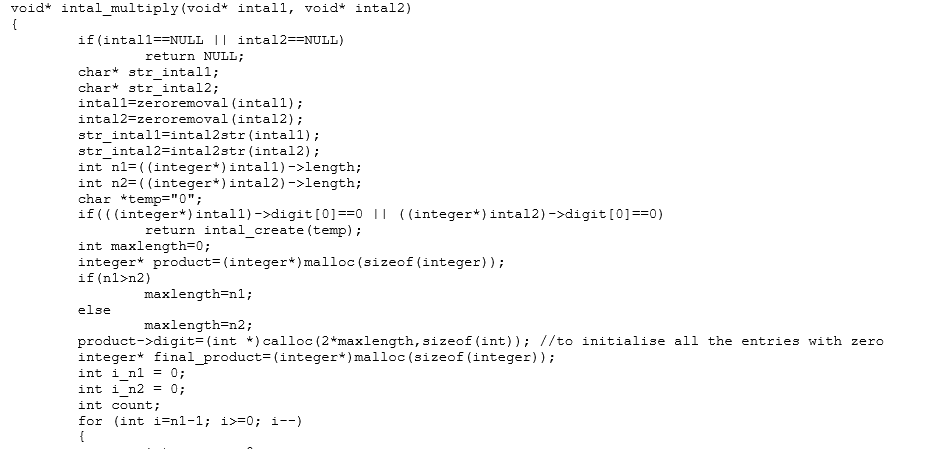 void* intal_multiply(void* intal1, void* intal2)
{
if(intal1==NULL || intal2==NULL)
return NULL;
char* str_intal1;
char* str_intal2;
intal1=zeroremoval(intal1);
intal2=zeroremoval(intal2);
str_intal1=intal2str(intal1);
str_intal2=intal2str(intal2);
int n1=((integer*)intal1)->length;
int n2=((integer*)intal2)->length;
char *temp="0";
if(((integer*)intal1)->digit[0]==0 || ((integer*)intal2)->digit[0]==0)
return intal_create(temp);
int maxlength=0;
integer* product=(integer*)malloc(sizeof(integer));
if(n1>n2)
maxlength=n1;
else
maxlength=n2;
product->digit=(int *)calloc(2*maxlength,sizeof(int)); //to initialise all the entries with zero
integer* final_product=(integer*)malloc(sizeof(integer));
int i_n1 = 0;
int i_n2 = 0;
int count;
for (int i=n1-1; i>=0; i--)
{